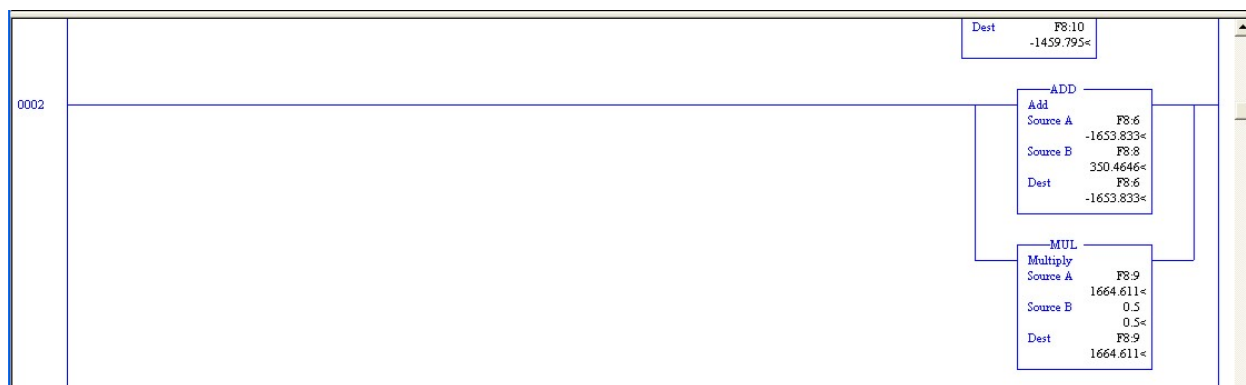 Dest F8:10
-1459.795<
0002
ADD
Add
Source A F8:6
-1653.833<
Source B F8:8
350.4646<
Dest F8:6
-1653.833<
MUL
Multiply
Source A F8:9
1664.611<
Source B 0.5
0.5<
Dest F8:9
1664.611<